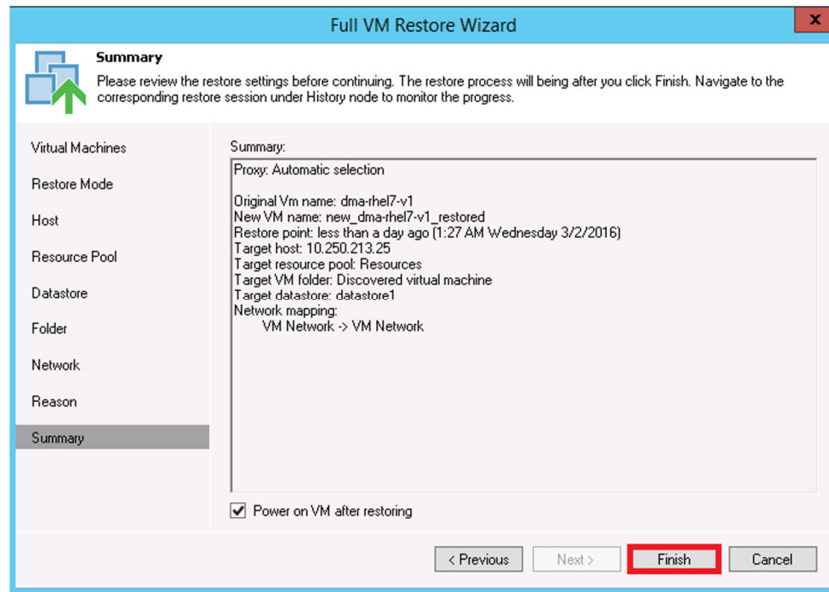 Full VM Restore Wizard
x
Summary
Please review the restore settings before continuing. The restore process will being after you click Finish. Navigate to the
corresponding restore session under History node to monitor the progress.
Virtual Machines
Restore Mode
Host
Resource Pool
Datastore
Folder
Network
Reason
Summary
Summary:
Proxy: Automatic selection
Original Vm name: dma-rhel7-v1
New VM name: new_dma-rhel7-v1_restored
Restore point: less than a day ago (1:27 AM Wednesday 3/2/2016)
Target host: 10.250.213.25
Target resource pool: Resources
Target VM folder: Discovered virtual machine
Target datastore: datastore1
Network mapping:
VM Network -> VM Network
Power on VM after restoring
< Previous
Next >
Finish
Cancel